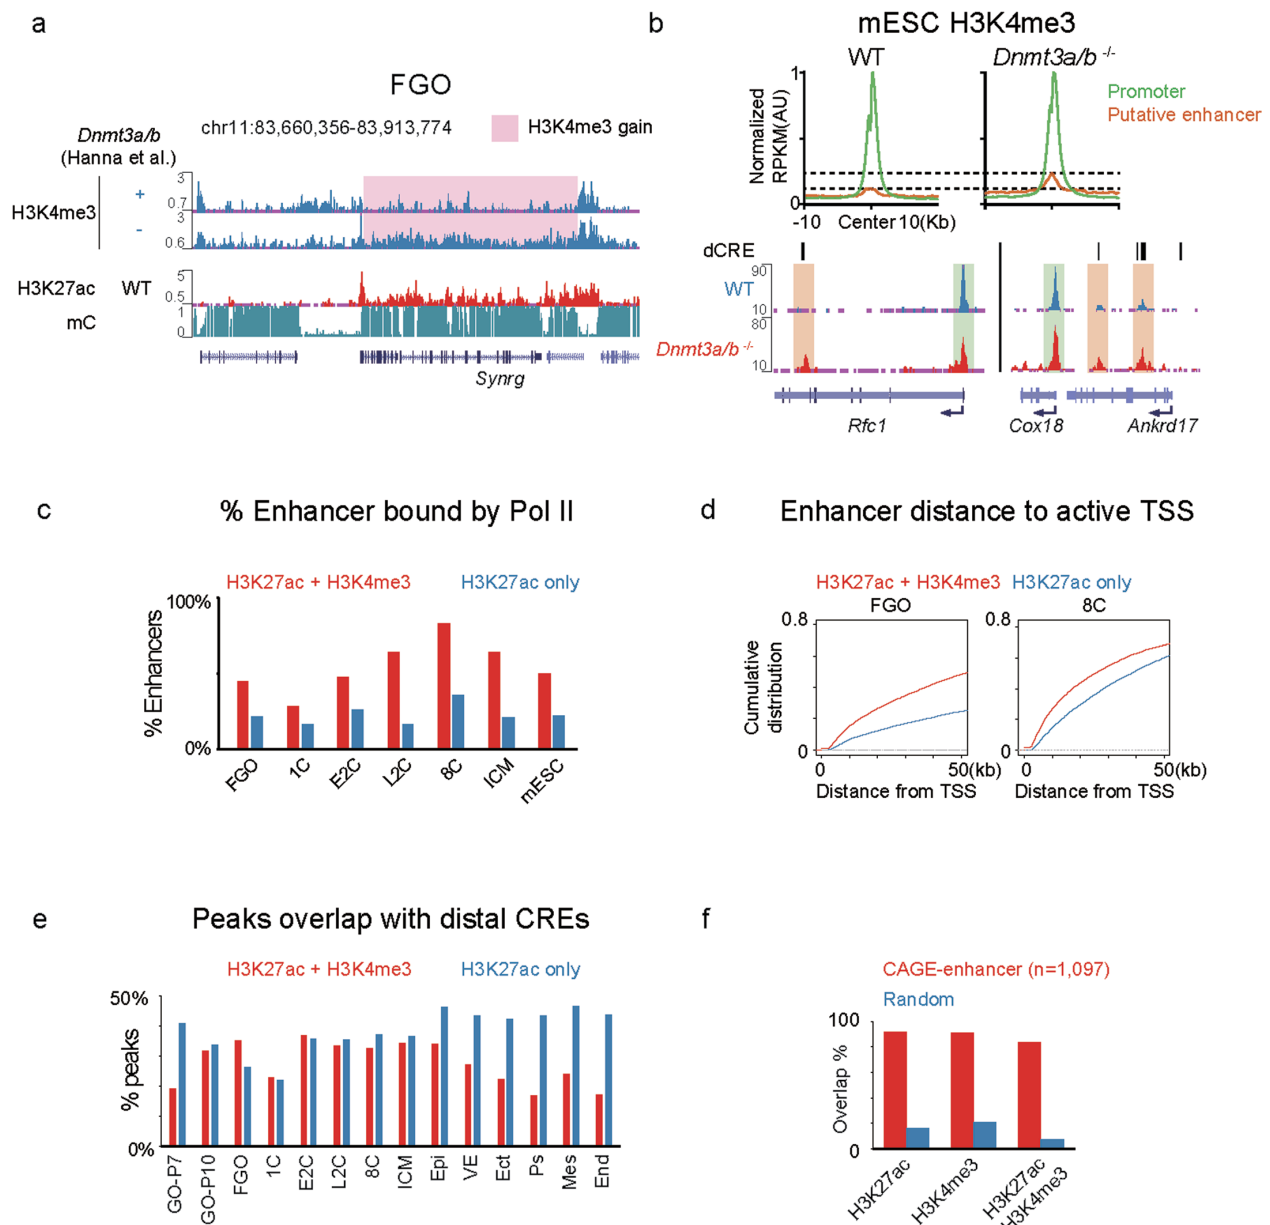 a
FGO
chr11:83,660,356-83,913,774
H3K4me3 gain
Dnmt3a/b
(Hanna et al.)
H3K4me3
+
3
0.7
-
3
0.6
H3K27ac
WT
5
0.5
mC
1
0
Synrg
b
mESC H3K4me3
WT
Dnmt3a/b -/-
Promoter
Putative enhancer
Normalized
RPKM(AU)
1
0
-10
Center
10(Kb)
dCRE
90
WT
10
80
Dnmt3a/b -/-
10
Rfc1
Cox18
Ankrd17
c
% Enhancer bound by Pol II
H3K27ac + H3K4me3
H3K27ac only
100%
% Enhancers
0%
FGO
1C
E2C
L2C
8C
ICM
mESC
d
Enhancer distance to active TSS
H3K27ac + H3K4me3
H3K27ac only
FGO
8C
0.8
0.8
Cumulative
distribution
0
0
0
50(kb)
0
50(kb)
Distance from TSS
Distance from TSS
e
Peaks overlap with distal CREs
H3K27ac + H3K4me3
H3K27ac only
50%
% peaks
0%
GO-P7
GO-P10
FGO
1C
E2C
L2C
8C
ICM
Epi
VE
Ect
Ps
Mes
End
f
CAGE-enhancer (n=1,097)
Random
100
Overlap %
0
H3K27ac
H3K4me3
H3K27ac
H3K4me3